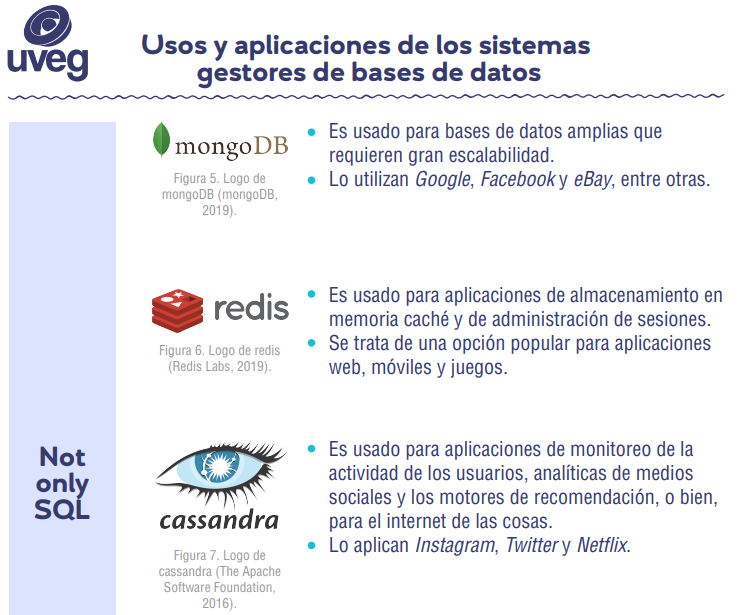 uveg
Usos y aplicaciones de los sistemas
gestores de bases de datos
mongoDB
Figura 5. Logo de
mongoDB (mongoDB,
2019).
• Es usado para bases de datos amplias que
requieren gran escalabilidad.
• Lo utilizan Google, Facebook y eBay, entre otras.
redis
Figura 6. Logo de redis
(Redis Labs, 2019).
• Es usado para aplicaciones de almacenamiento en
memoria caché y de administración de sesiones.
• Se trata de una opción popular para aplicaciones
web, móviles y juegos.
Not
only
SQL
cassandra
Figura 7. Logo de
cassandra (The Apache
Software Foundation,
2016).
• Es usado para aplicaciones de monitoreo de la
actividad de los usuarios, analíticas de medios
sociales y los motores de recomendación, o bien,
para el internet de las cosas.
• Lo aplican Instagram, Twitter y Netflix.